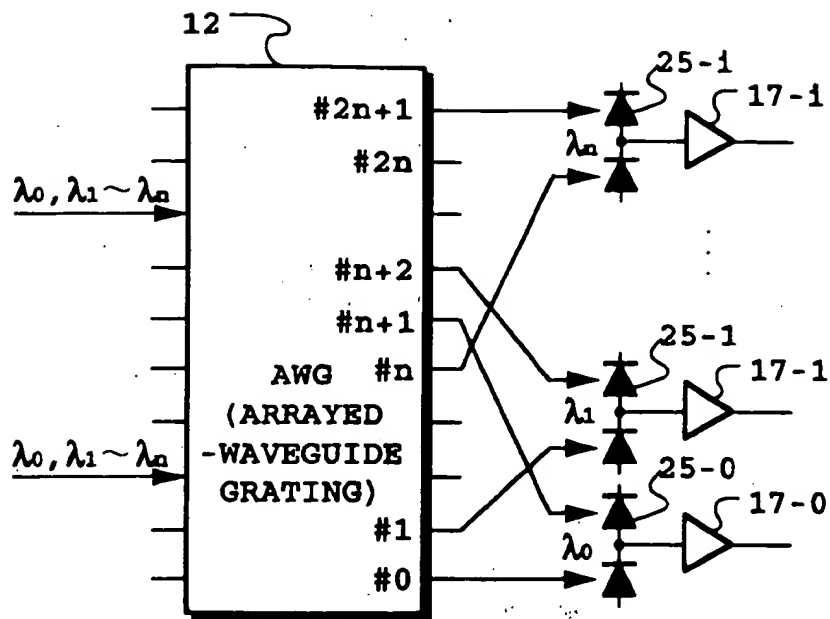 12
25-i
17-i
#2n+1
#2n
λn
λ0, λ1~λn
#n+2
#n+1
#n
25-1
17-1
λ1
AWG
(ARRAYED
-WAVEGUIDE
GRATING)
λ0, λ1~λn
25-0
17-0
#1
λ0
#0